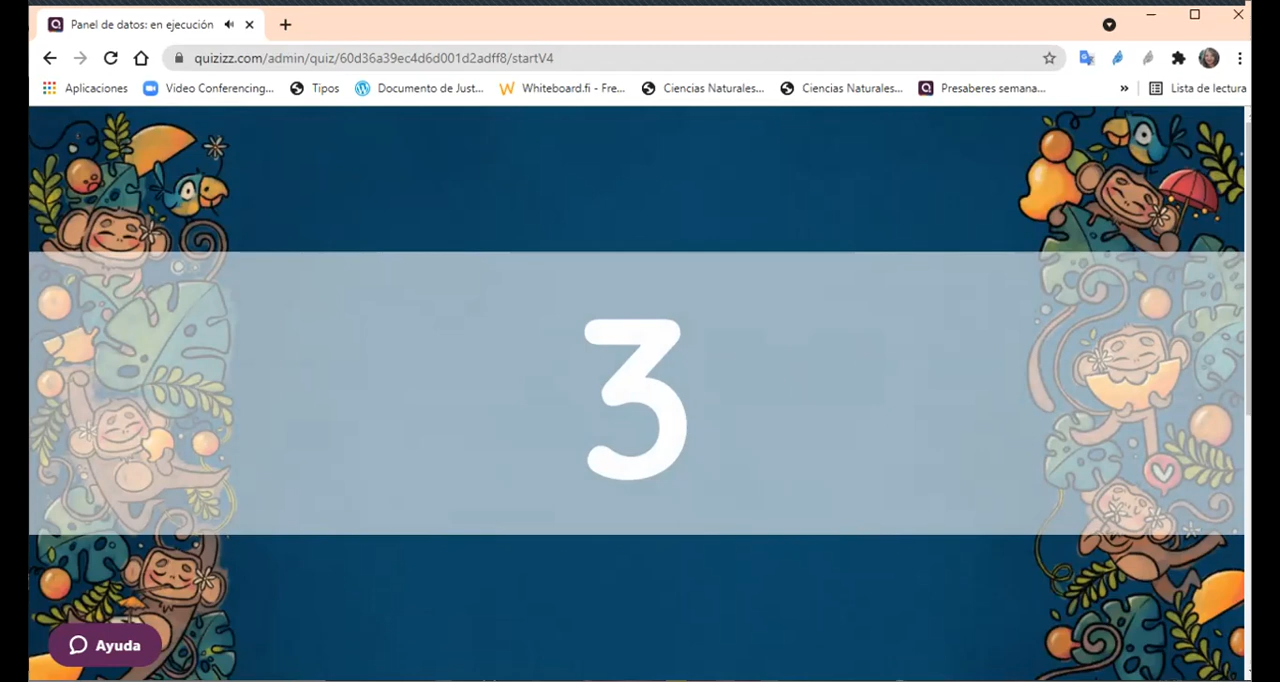 Panel de datos: en ejecución
quizizz.com/admin/quiz/60d36a39ec4d6d001d2adff8/startV4
Aplicaciones Video Conferencing... Tipos Documento de Just... Whiteboard.fi - Fre... Ciencias Naturales... Ciencias Naturales... Presaberes semana... » Lista de lectura
3
Ayuda